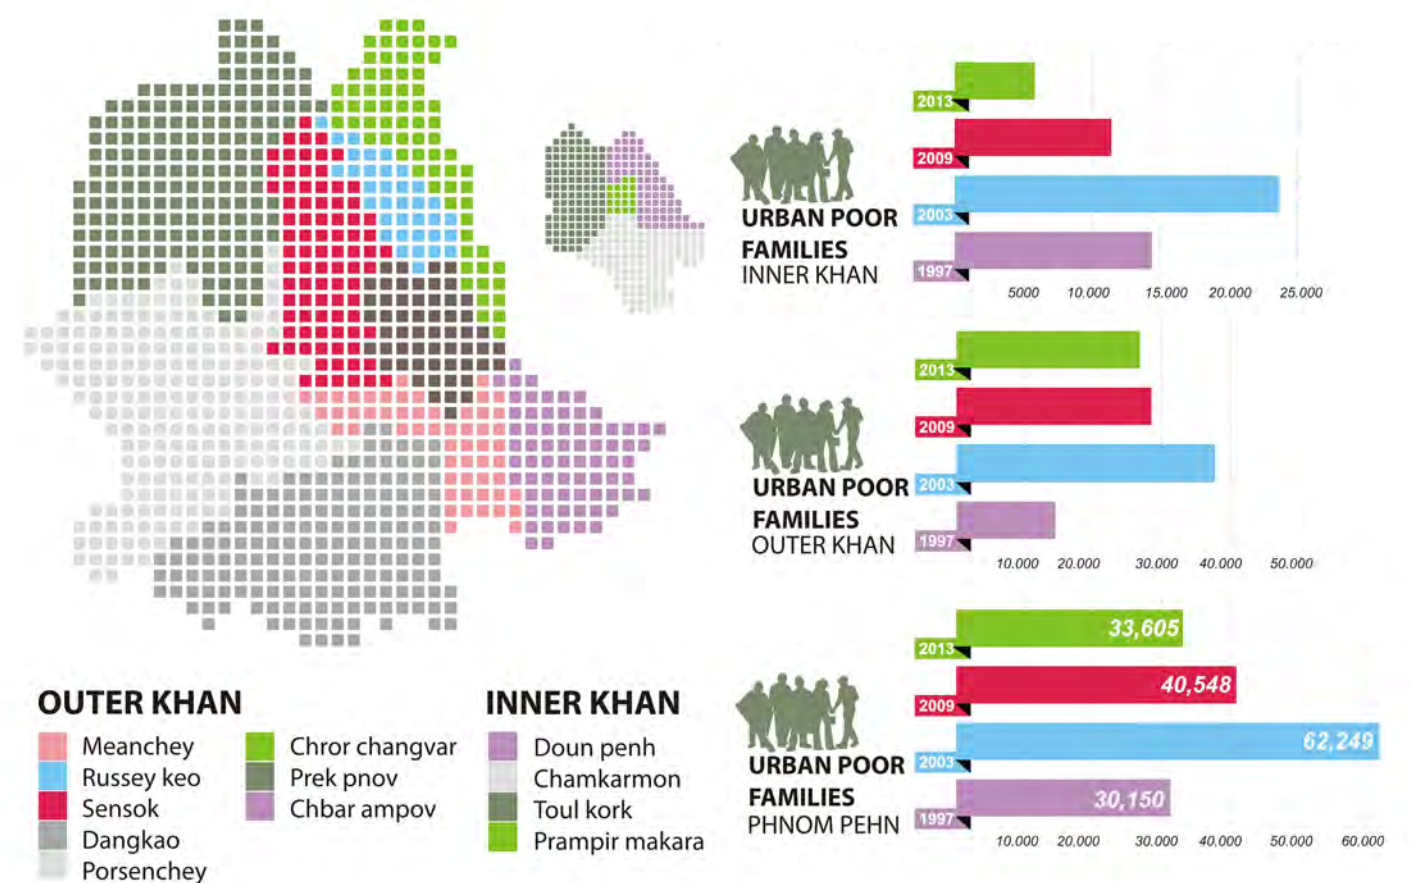 2013
2009
2003
1997
URBAN POOR
FAMILIES
INNER KHAN
5000 10.000 15.000 20.000 25.000
2013
2009
2003
1997
URBAN POOR
FAMILIES
OUTER KHAN
10.000 20.000 30.000 40.000 50.000
2013 33,605
2009 40,548
2003 62,249
1997 30,150
URBAN POOR
FAMILIES
PHNOM PEHN
10.000 20.000 30.000 40.000 50.000 60.000
OUTER KHAN
Meanchey
Russey keo
Sensok
Dangkao
Porsenchey
Chror changvar
Prek pnov
Chbar ampov
INNER KHAN
Doun penh
Chamkarmon
Toul kork
Prampir makara